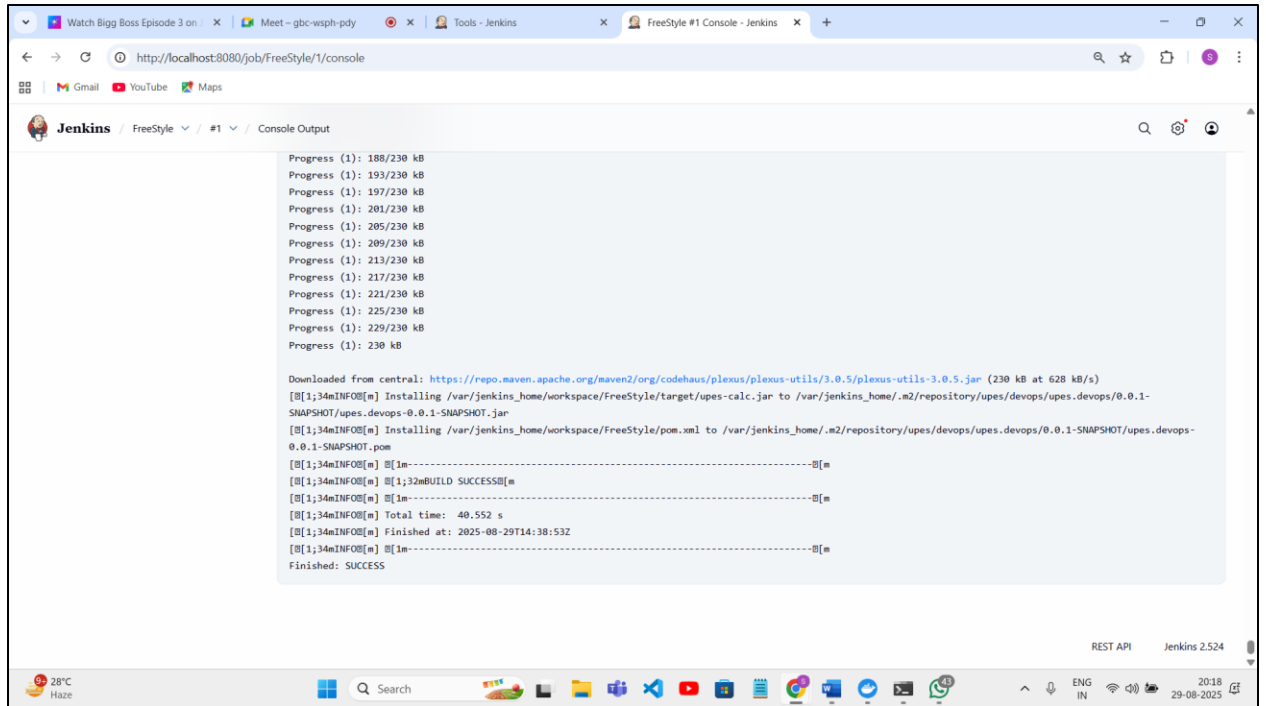 Watch Bigg Boss Episode 3 on
Meet – gbc-wsph-pdy
Tools - Jenkins
FreeStyle #1 Console - Jenkins
http://localhost:8080/job/FreeStyle/1/console
S
Gmail
YouTube
Maps
Jenkins / FreeStyle / #1 / Console Output
Progress (1): 188/230 kB
Progress (1): 193/230 kB
Progress (1): 197/230 kB
Progress (1): 201/230 kB
Progress (1): 205/230 kB
Progress (1): 209/230 kB
Progress (1): 213/230 kB
Progress (1): 217/230 kB
Progress (1): 221/230 kB
Progress (1): 225/230 kB
Progress (1): 229/230 kB
Progress (1): 230 kB
Downloaded from central: https://repo.maven.apache.org/maven2/org/codehaus/plexus/plexus-utils/3.0.5/plexus-utils-3.0.5.jar (230 kB at 628 kB/s)
[␛[1;34mINFO␛[m] Installing /var/jenkins_home/workspace/FreeStyle/target/upes-calc.jar to /var/jenkins_home/.m2/repository/upes/devops/upes.devops/0.0.1-
SNAPSHOT/upes.devops-0.0.1-SNAPSHOT.jar
[␛[1;34mINFO␛[m] Installing /var/jenkins_home/workspace/FreeStyle/pom.xml to /var/jenkins_home/.m2/repository/upes/devops/upes.devops/0.0.1-SNAPSHOT/upes.devops-
0.0.1-SNAPSHOT.pom
[␛[1;34mINFO␛[m] ␛[1m------------------------------------------------------------------------␛[m
[␛[1;34mINFO␛[m] ␛[1;32mBUILD SUCCESS␛[m
[␛[1;34mINFO␛[m] ␛[1m------------------------------------------------------------------------␛[m
[␛[1;34mINFO␛[m] Total time:  40.552 s
[␛[1;34mINFO␛[m] Finished at: 2025-08-29T14:38:53Z
[␛[1;34mINFO␛[m] ␛[1m------------------------------------------------------------------------␛[m
Finished: SUCCESS
REST API
Jenkins 2.524
9+
28°C
Haze
Search
43
ENG
IN
20:18
29-08-2025